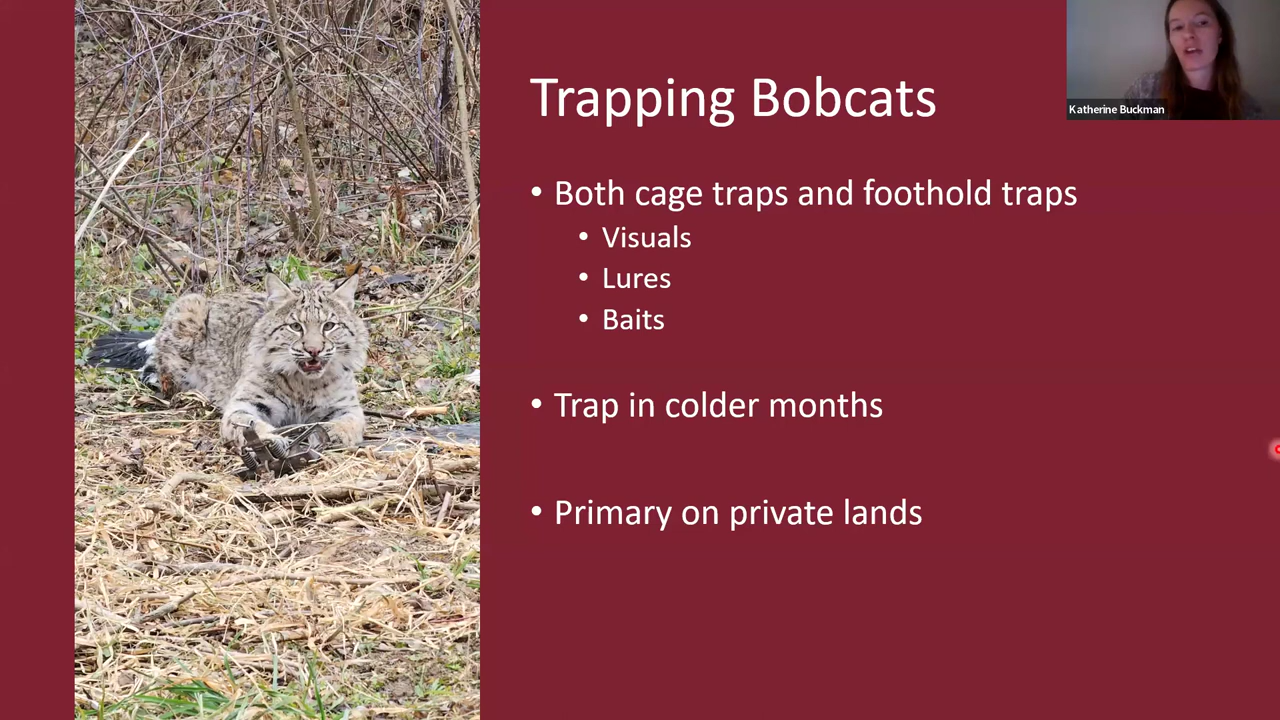 Trapping Bobcats
Katherine Buckman
• Both cage traps and foothold traps
• Visuals
• Lures
• Baits
• Trap in colder months
• Primary on private lands